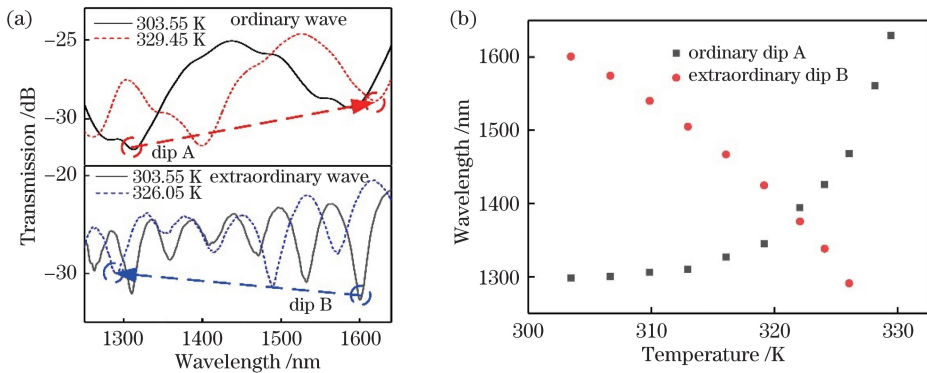 (a)
ordinary wave
303.55 K
329.45 K
-25
-30
dip A
-20
extraordinary wave
303.55 K
326.05 K
-30
dip B
Transmission /dB
1300 1400 1500 1600
Wavelength /nm
(b)
ordinary dip A
extraordinary dip B
1600
1500
1400
1300
Wavelength /nm
300 310 320 330
Temperature /K